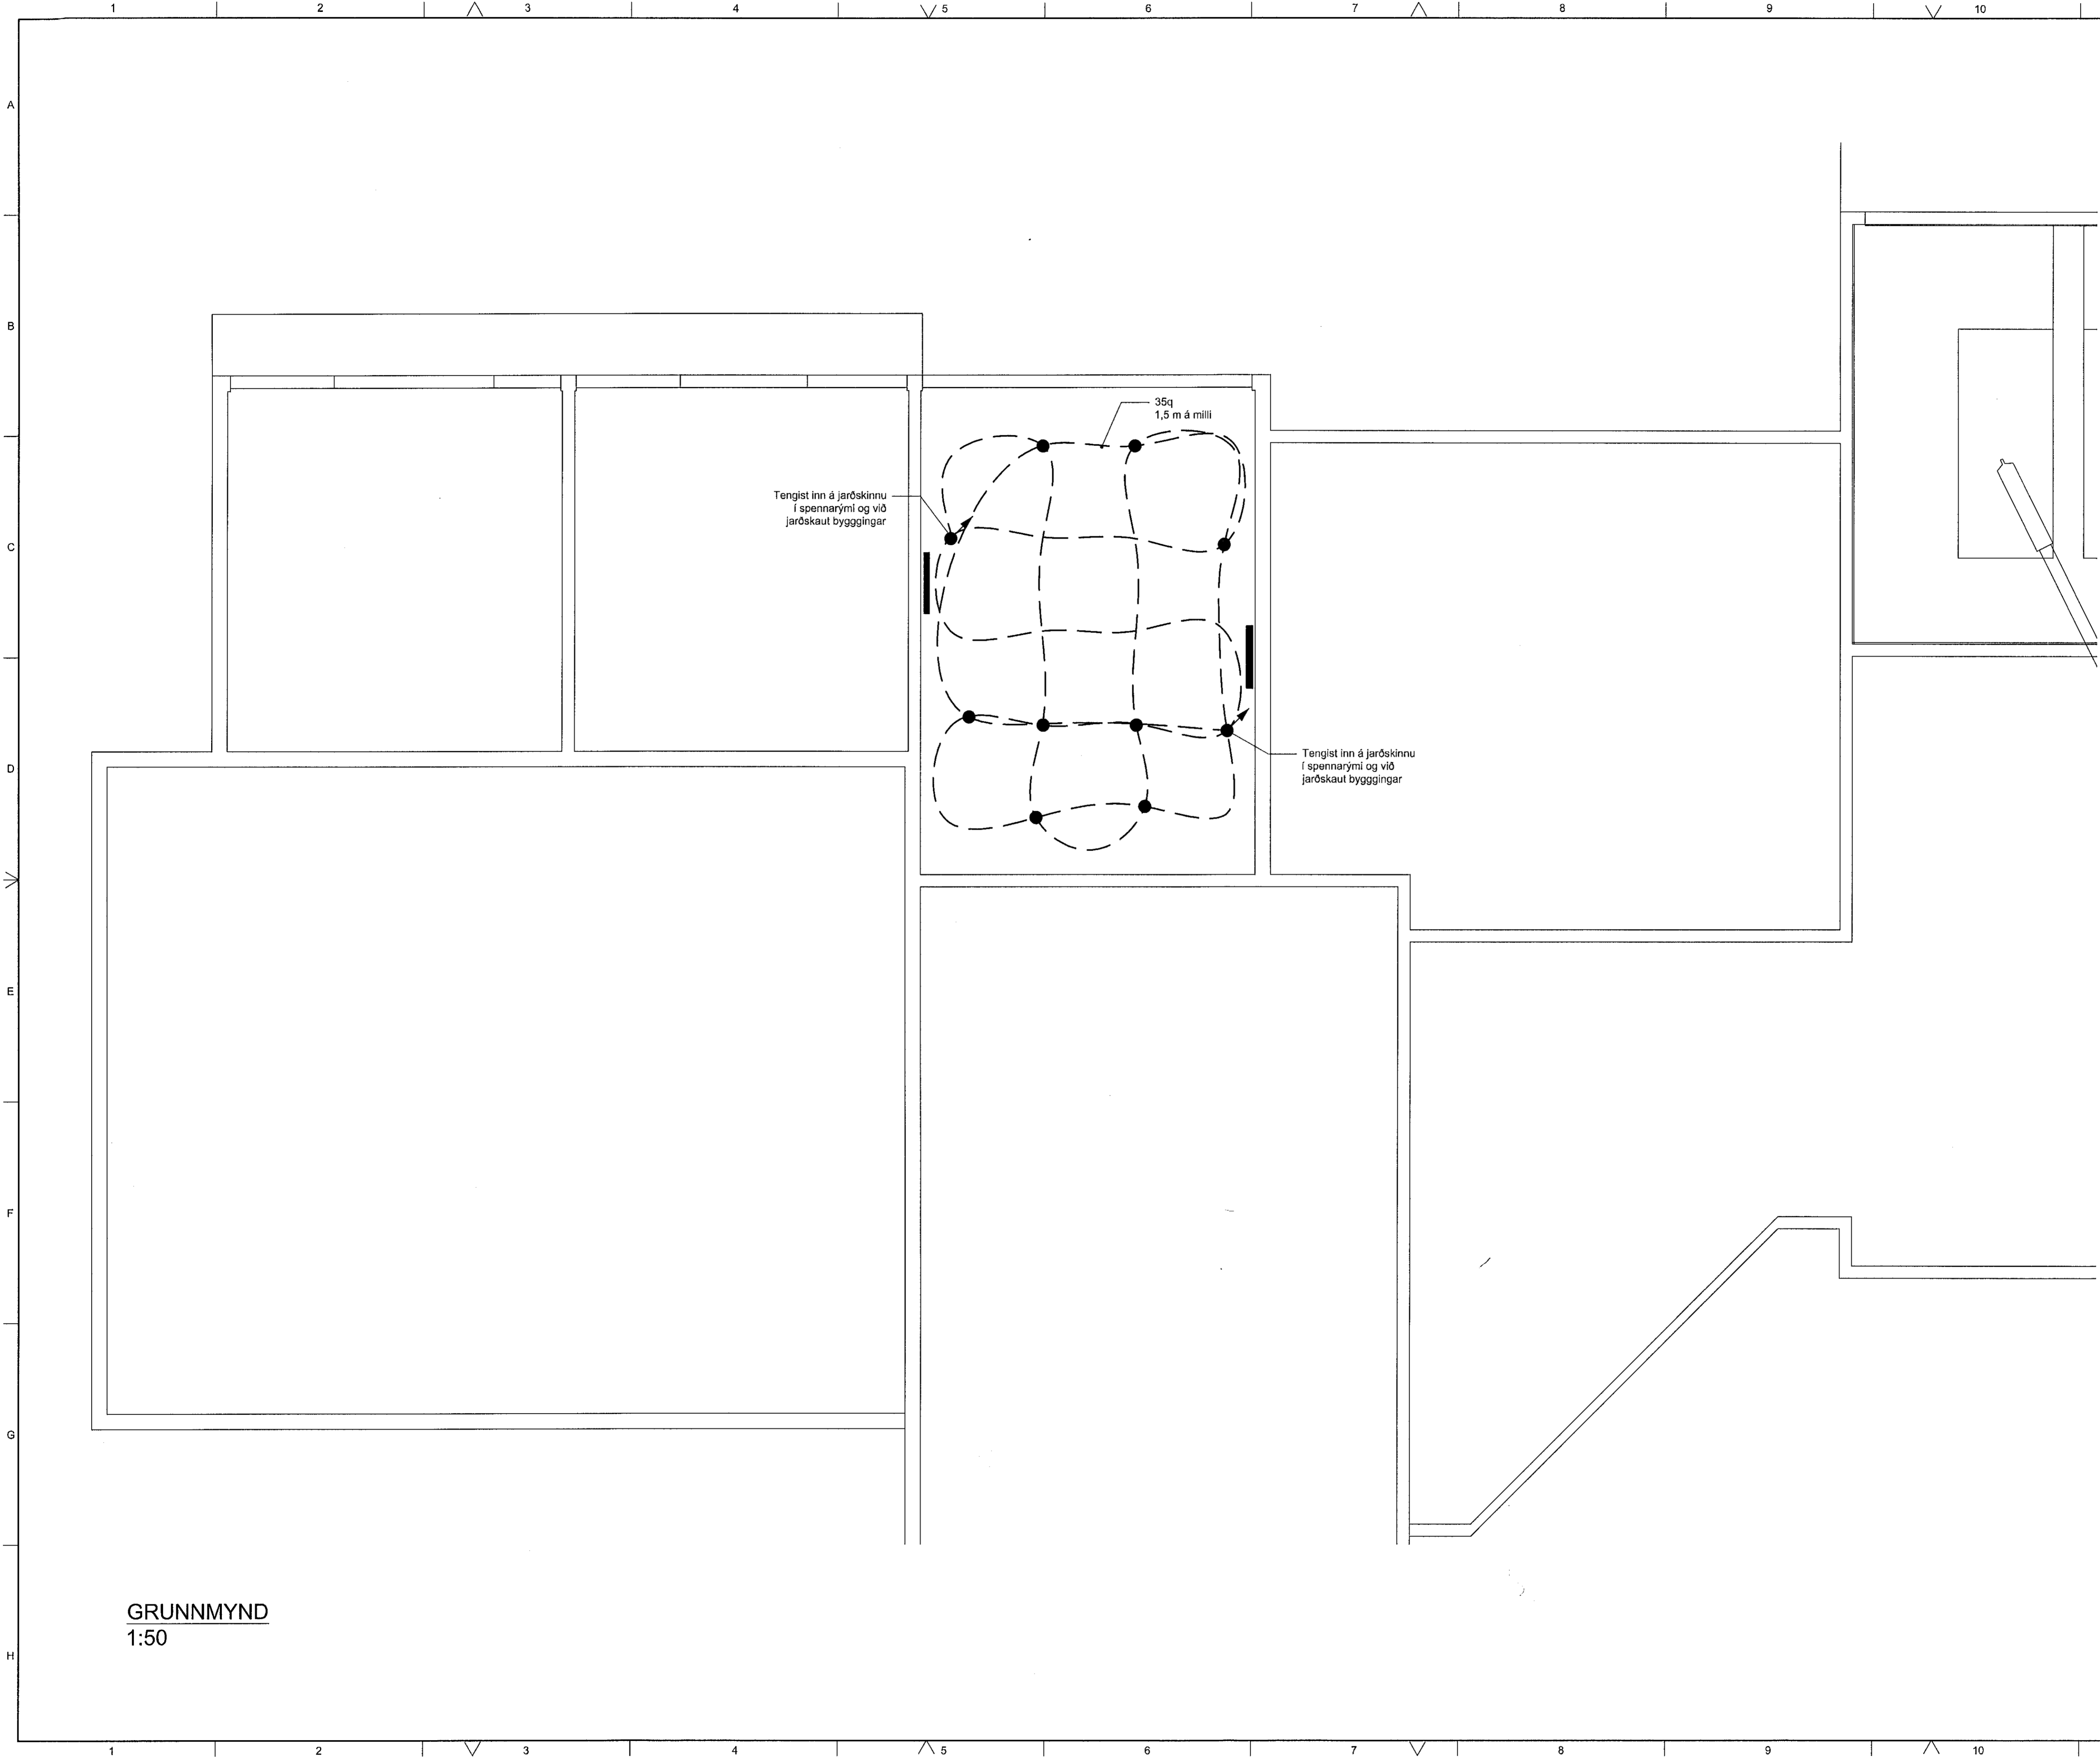 1 2 3 4 5 6 7 8 9 10
A
B
35q
1,5 m á milli
Tengist inn á jarðskinnu
í spennarými og við
jarðskaut bygggingar
C
Tengist inn á jarðskinnu
í spennarými og við
jarðskaut bygggingar
D
E
F
G
GRUNNMYND
1:50
H
1 2 3 4 5 6 7 8 9 10